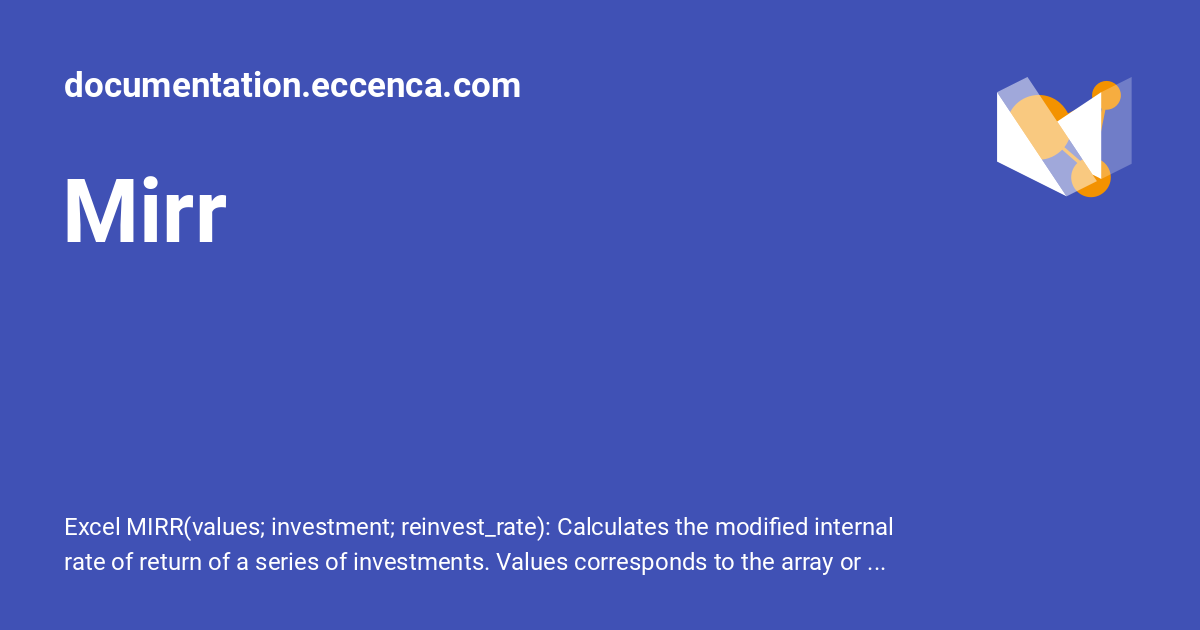 documentation.eccenca.com
Mirr
Excel MIRR(values; investment; reinvest_rate): Calculates the modified internal
rate of return of a series of investments. Values corresponds to the array or ...